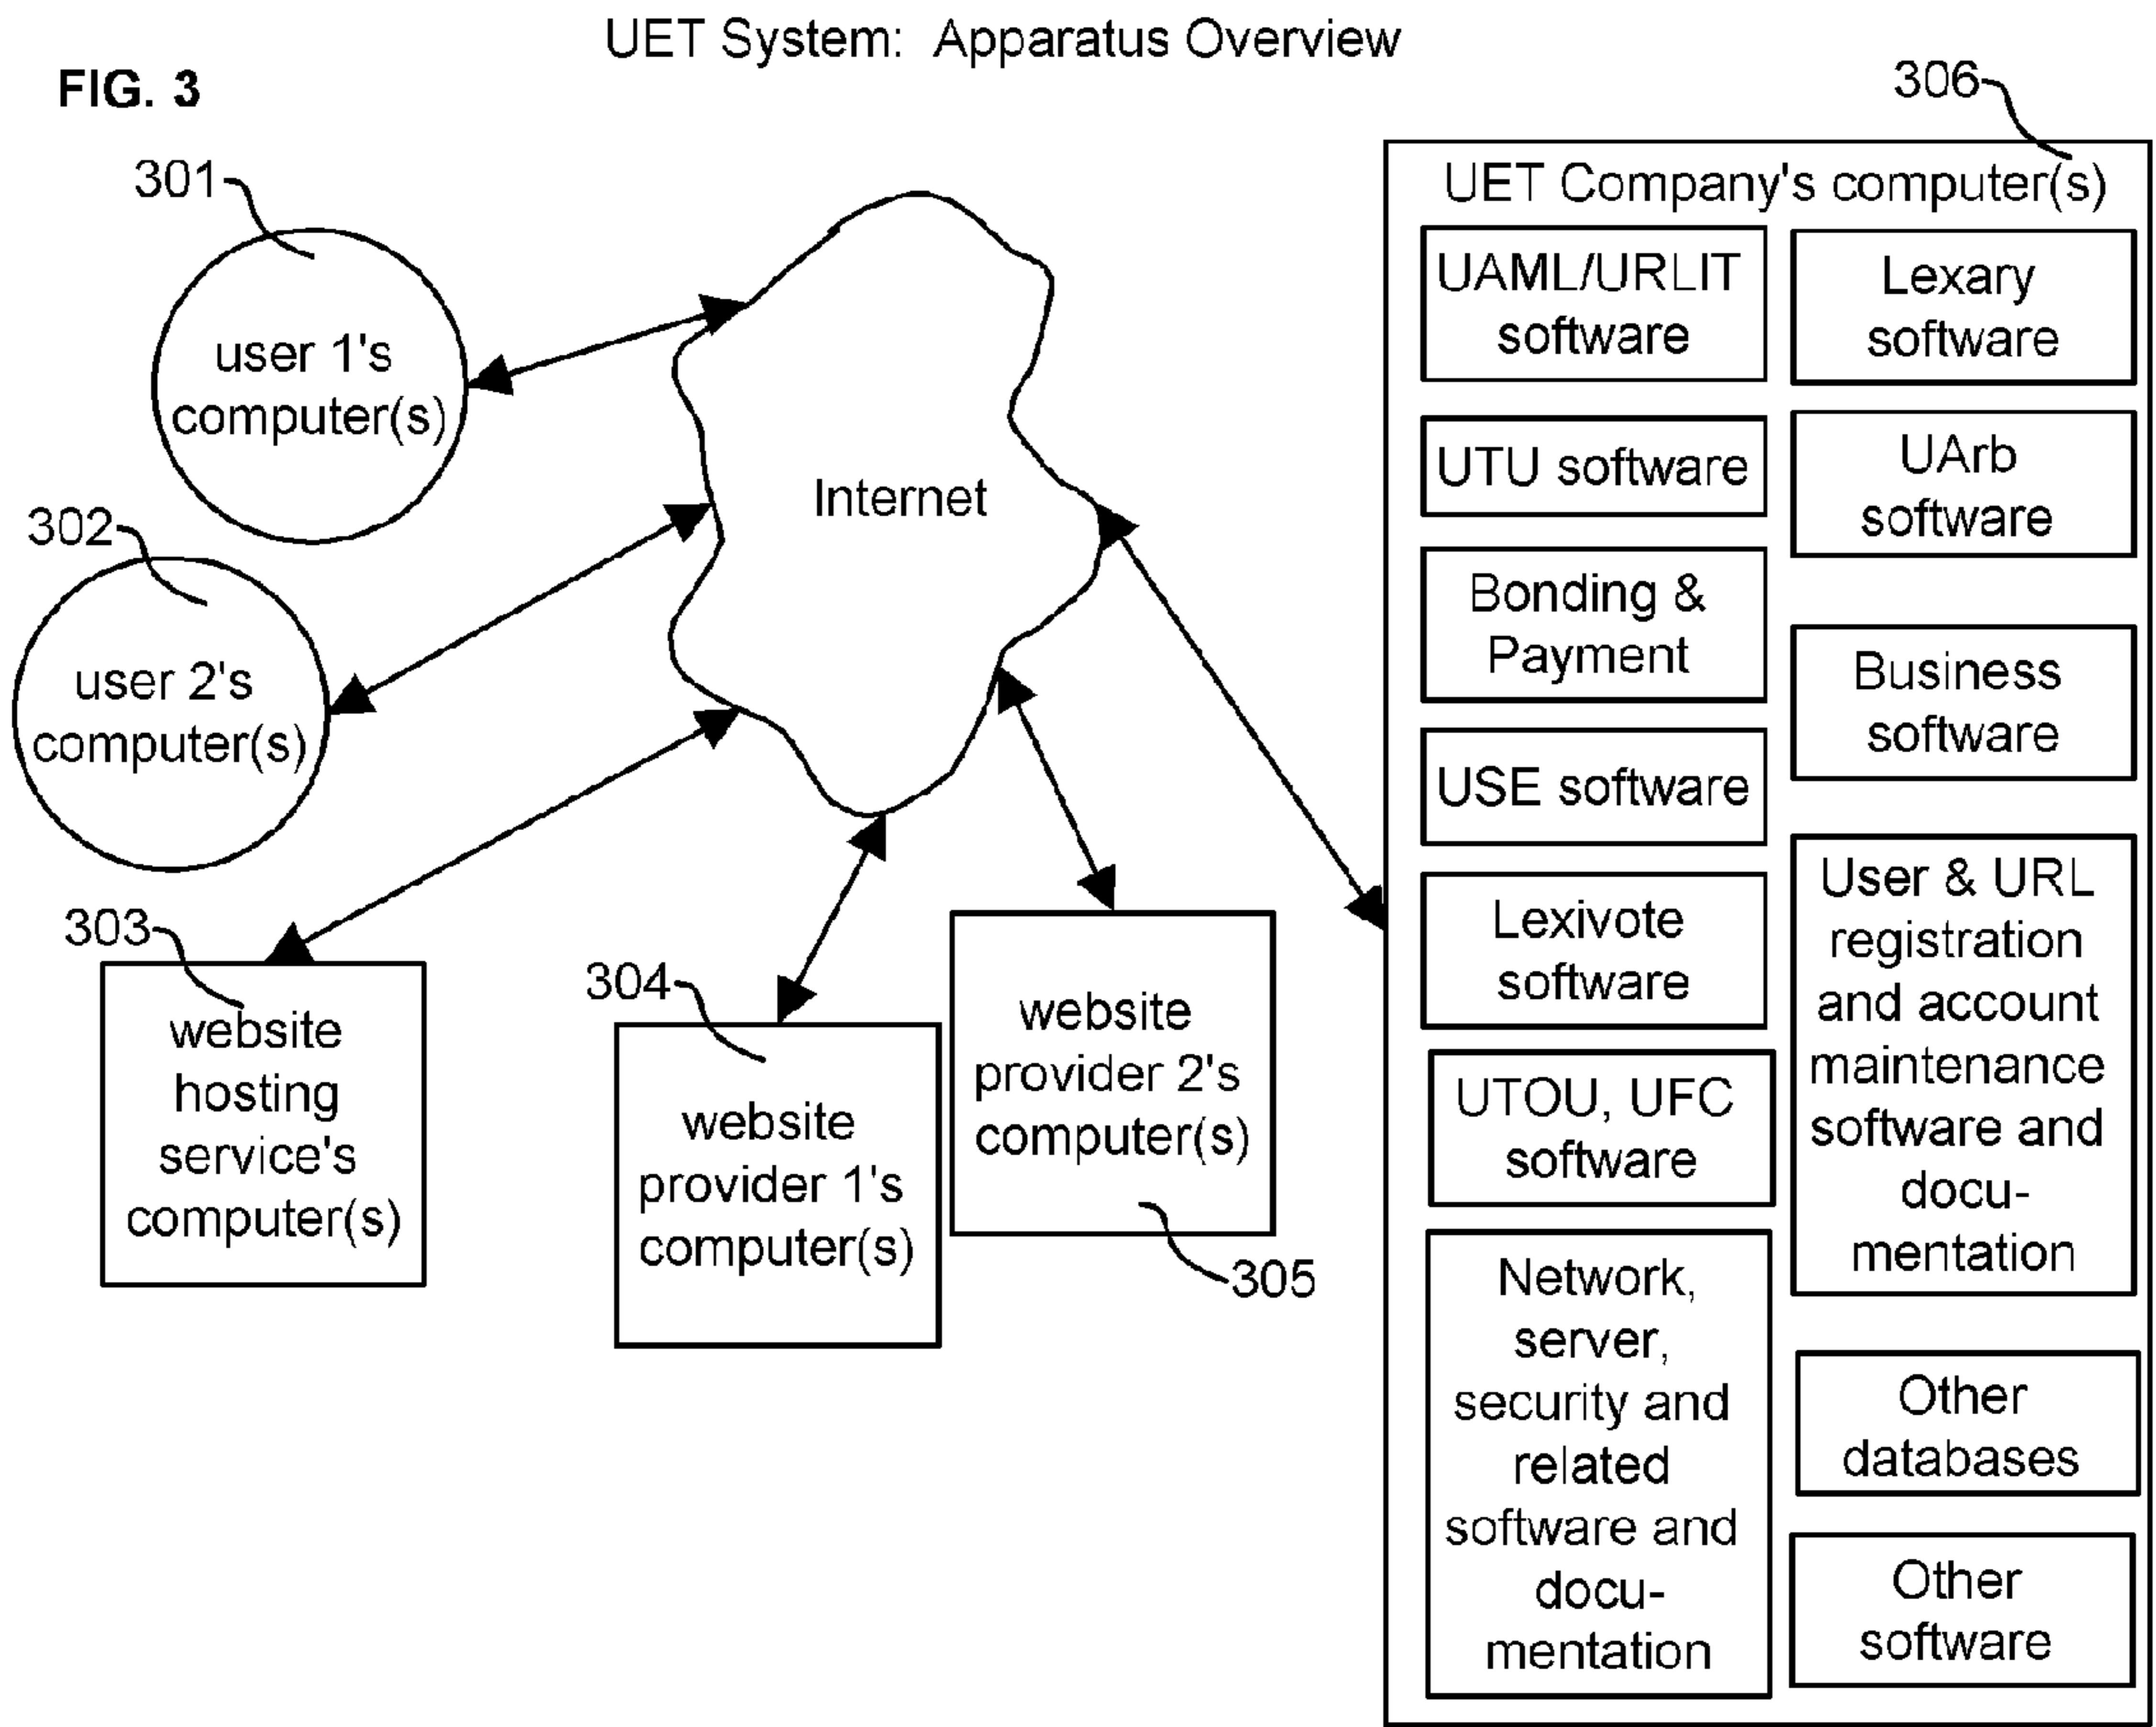 UET System: Apparatus Overview
FIG. 3
301
user 1's
computer(s)
302
user 2's
computer(s)
Internet
303
website
hosting
service's
computer(s)
304
website
provider 1's
computer(s)
website
provider 2's
computer(s)
305
306
UET Company's computer(s)
UAML/URLIT
software
UTU software
Bonding &
Payment
USE software
Lexivote
software
UTOU, UFC
software
Network,
server,
security and
related
software and
docu-
mentation
Lexary
software
UArb
software
Business
software
User & URL
registration
and account
maintenance
software and
docu-
mentation
Other
databases
Other
software